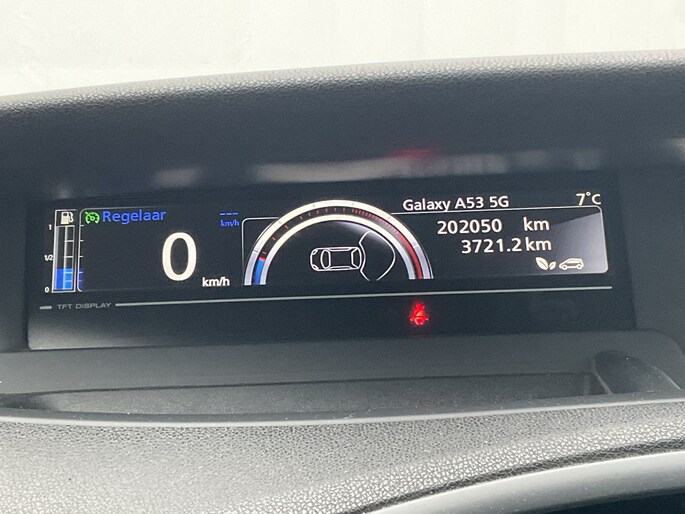 Galaxy A53 5G 7°C
Regelaar --- km/h
202050 km
0 km/h
3721.2 km
1
1/2
0
TFT DISPLAY